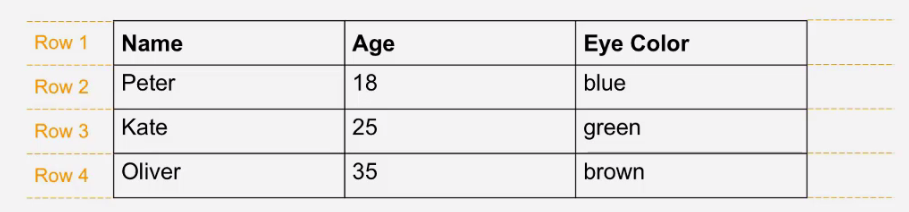 Row 1 Name Age Eye Color
Row 2 Peter 18 blue
Row 3 Kate 25 green
Row 4 Oliver 35 brown